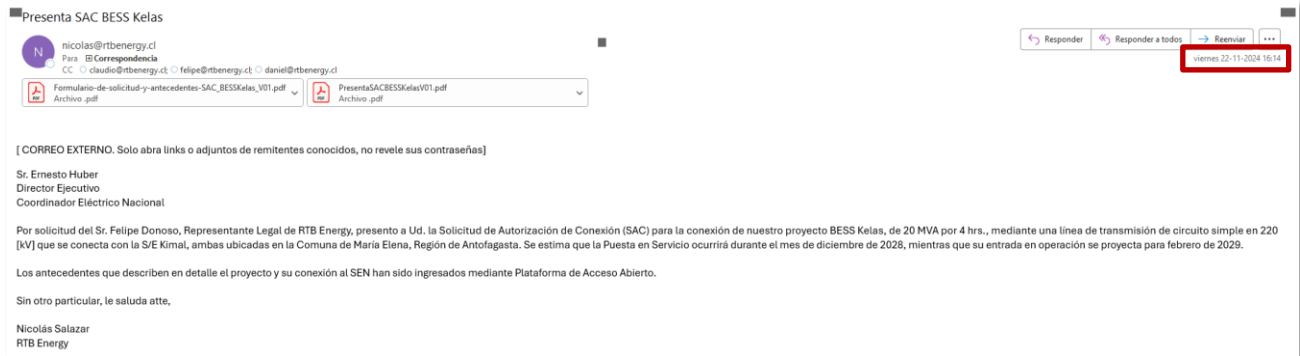 Presenta SAC BESS Kelas
N
nicolas@rtbenergy.cl
Para Correspondencia
CC claudio@rtbenergy.cl; felipe@rtbenergy.cl; daniel@rtbenergy.cl
Responder Responder a todos Reenviar ...
viernes 22-11-2024 16:14
PDF Formulario-de-solicitud-y-antecedentes-SAC_BESSKelas_V01.pdf
Archivo .pdf
PDF PresentaSACBESSKelasV01.pdf
Archivo .pdf
[ CORREO EXTERNO. Solo abra links o adjuntos de remitentes conocidos, no revele sus contraseñas]
Sr. Ernesto Huber
Director Ejecutivo
Coordinador Eléctrico Nacional
Por solicitud del Sr. Felipe Donoso, Representante Legal de RTB Energy, presento a Ud. la Solicitud de Autorización de Conexión (SAC) para la conexión de nuestro proyecto BESS Kelas, de 20 MVA por 4 hrs., mediante una línea de transmisión de circuito simple en 220
[kV] que se conecta con la S/E Kimal, ambas ubicadas en la Comuna de María Elena, Región de Antofagasta. Se estima que la Puesta en Servicio ocurrirá durante el mes de diciembre de 2028, mientras que su entrada en operación se proyecta para febrero de 2029.
Los antecedentes que describen en detalle el proyecto y su conexión al SEN han sido ingresados mediante Plataforma de Acceso Abierto.
Sin otro particular, le saluda atte,
Nicolás Salazar
RTB Energy